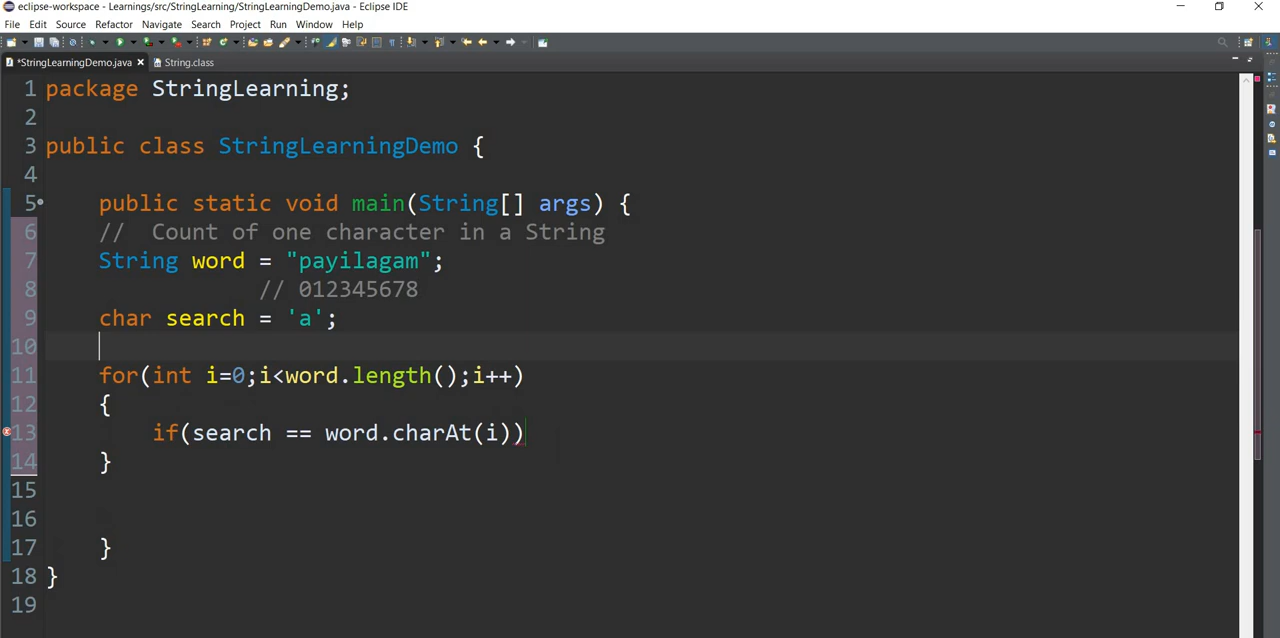 eclipse-workspace - Learnings/src/StringLearning/StringLearningDemo.java - Eclipse IDE
File Edit Source Refactor Navigate Search Project Run Window Help
*StringLearningDemo.java String.class
1 package StringLearning;
2
3 public class StringLearningDemo {
4
5 public static void main(String[] args) {
6 // Count of one character in a String
7 String word = "payilagam";
8 // 012345678
9 char search = 'a';
10
11 for(int i=0;i<word.length();i++)
12 {
13 if(search == word.charAt(i))
14 }
15
16
17 }
18 }
19